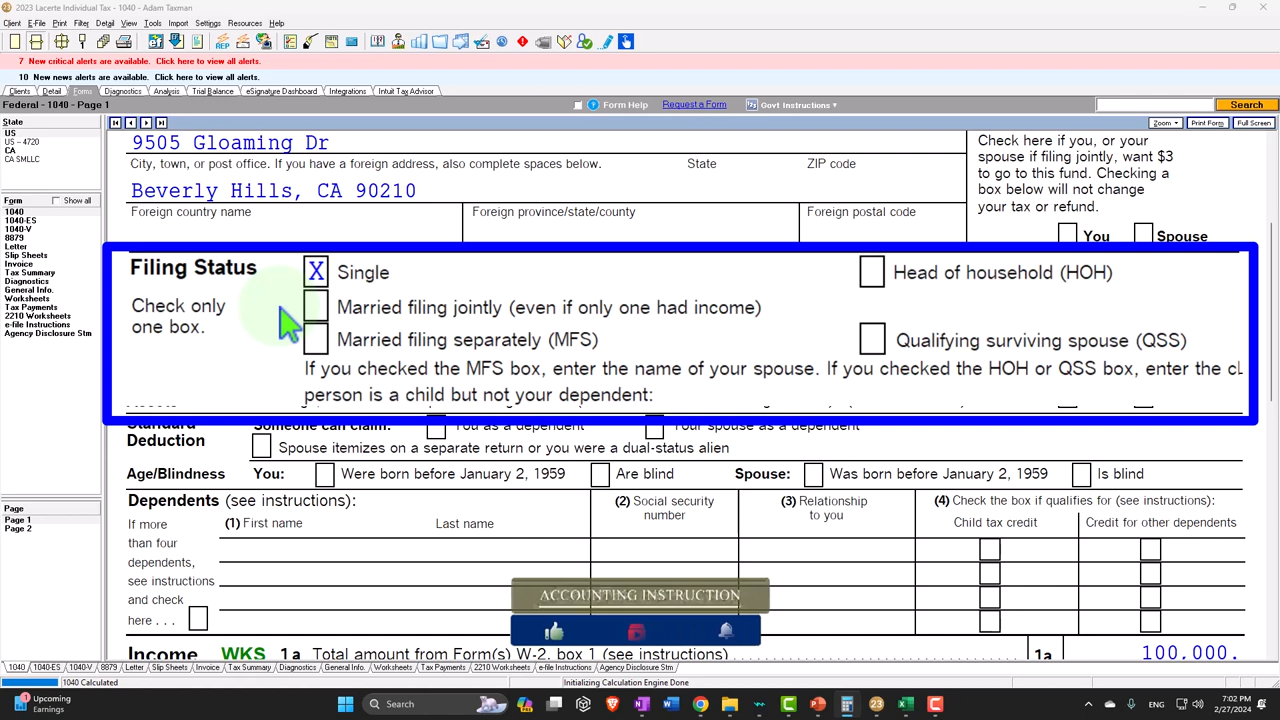 2023 Lacerte Individual Tax - 1040 - Adam Taxman
Client E-File Print Filter Detail View Tools Import Settings Resources Help
7 New critical alerts are available. Click here to view all alerts.
10 New news alerts are available. Click here to view all alerts.
Clients Detail Forms Diagnostics Analysis Trial Balance eSignature Dashboard Integrations Intuit Tax Advisor
Federal - 1040 - Page 1
Form Help Request a Form Govt Instructions Search
State
US
US - 4720
CA
CA SMLLC
Form Show all
1040
1040-ES
1040-V
8879
Letter
Slip Sheets
Invoice
Tax Summary
Diagnostics
General Info.
Worksheets
Tax Payments
2210 Worksheets
e-file Instructions
Agency Disclosure Stm
Page
Page 1
Page 2
Zoom Print Form Full Screen
9505 Gloaming Dr
City, town, or post office. If you have a foreign address, also complete spaces below. State ZIP code
Beverly Hills, CA 90210
Foreign country name Foreign province/state/county Foreign postal code
Check here if you, or your
spouse if filing jointly, want $3
to go to this fund. Checking a
box below will not change
your tax or refund.
You Spouse
Filing Status X Single Head of household (HOH)
Check only
one box.
Married filing jointly (even if only one had income)
Married filing separately (MFS) Qualifying surviving spouse (QSS)
If you checked the MFS box, enter the name of your spouse. If you checked the HOH or QSS box, enter the
person is a child but not your dependent:
Standard
Deduction
Someone can claim: You as a dependent Your spouse as a dependent
Spouse itemizes on a separate return or you were a dual-status alien
Age/Blindness You: Were born before January 2, 1959 Are blind Spouse: Was born before January 2, 1959 Is blind
Dependents (see instructions): (2) Social security number (3) Relationship to you (4) Check the box if qualifies for (see instructions):
(1) First name Last name Child tax credit Credit for other dependents
If more
than four
dependents,
see instructions
and check
here . . .
ACCOUNTING INSTRUCTION
Income WKS 1a Total amount from Form(s) W-2, box 1 (see instructions) 1a 100,000.
1040 1040-ES 1040-V 8879 Letter Slip Sheets Invoice Tax Summary Diagnostics General Info. Worksheets Tax Payments 2210 Worksheets e-file Instructions Agency Disclosure Stm
1040 Calculated Initializing Calculation Engine Done
Upcoming
Earnings
Search
ENG
7:02 PM
2/27/2024